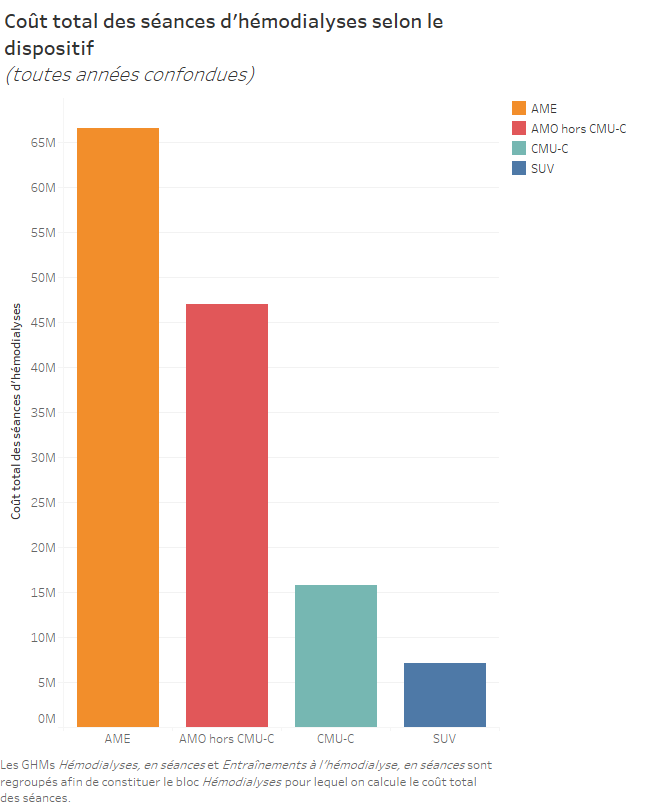 Coût total des séances d’hémodialyses selon le
dispositif
(toutes années confondues)
AME
AMO hors CMU-C
CMU-C
SUV
65M
60M
55M
50M
45M
40M
35M
30M
25M
20M
15M
10M
5M
0M
Coût total des séances d’hémodialyses
AME
AMO hors CMU-C
CMU-C
SUV
Les GHMs Hémodialyses, en séances et Entraînements à l’hémodialyse, en séances sont
regroupés afin de constituer le bloc Hémodialyses pour lequel on calcule le coût total
des séances.